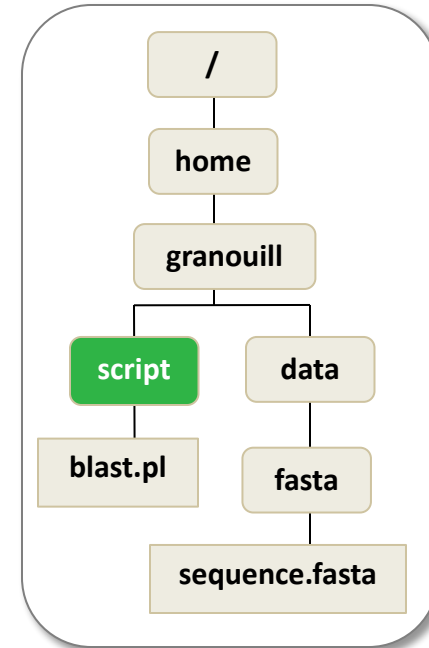 /
home
granouill
script
data
blast.pl
fasta
sequence.fasta